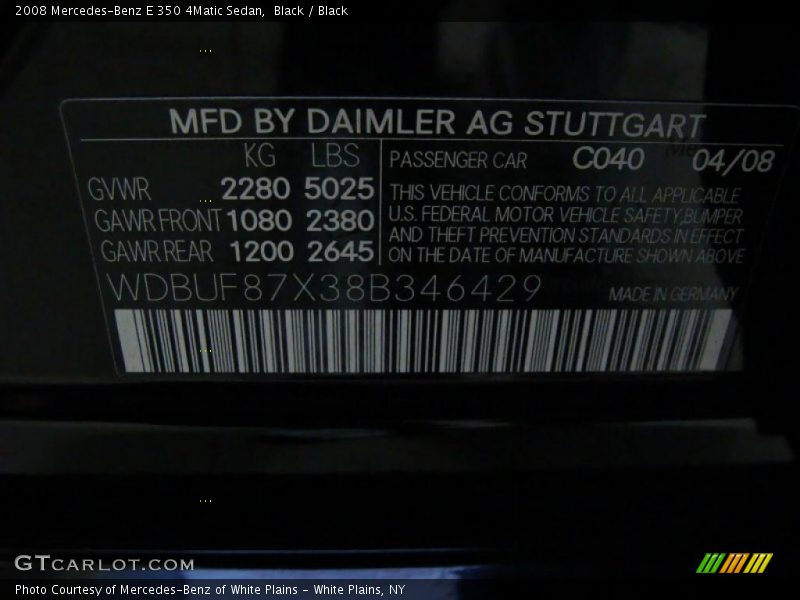 2008 Mercedes-Benz E 350 4Matic Sedan,  Black / Black
MFD BY DAIMLER AG STUTTGART
KG LBS
PASSENGER CAR C040 04/08
GVWR 2280 5025
GAWR FRONT 1080 2380
GAWR REAR 1200 2645
THIS VEHICLE CONFORMS TO ALL APPLICABLE
U.S. FEDERAL MOTOR VEHICLE SAFETY,BUMPER
AND THEFT PREVENTION STANDARDS IN EFFECT
ON THE DATE OF MANUFACTURE SHOWN ABOVE
WDBUF87X38B346429
MADE IN GERMANY
GTCARLOT.COM
Photo Courtesy of Mercedes-Benz of White Plains - White Plains, NY